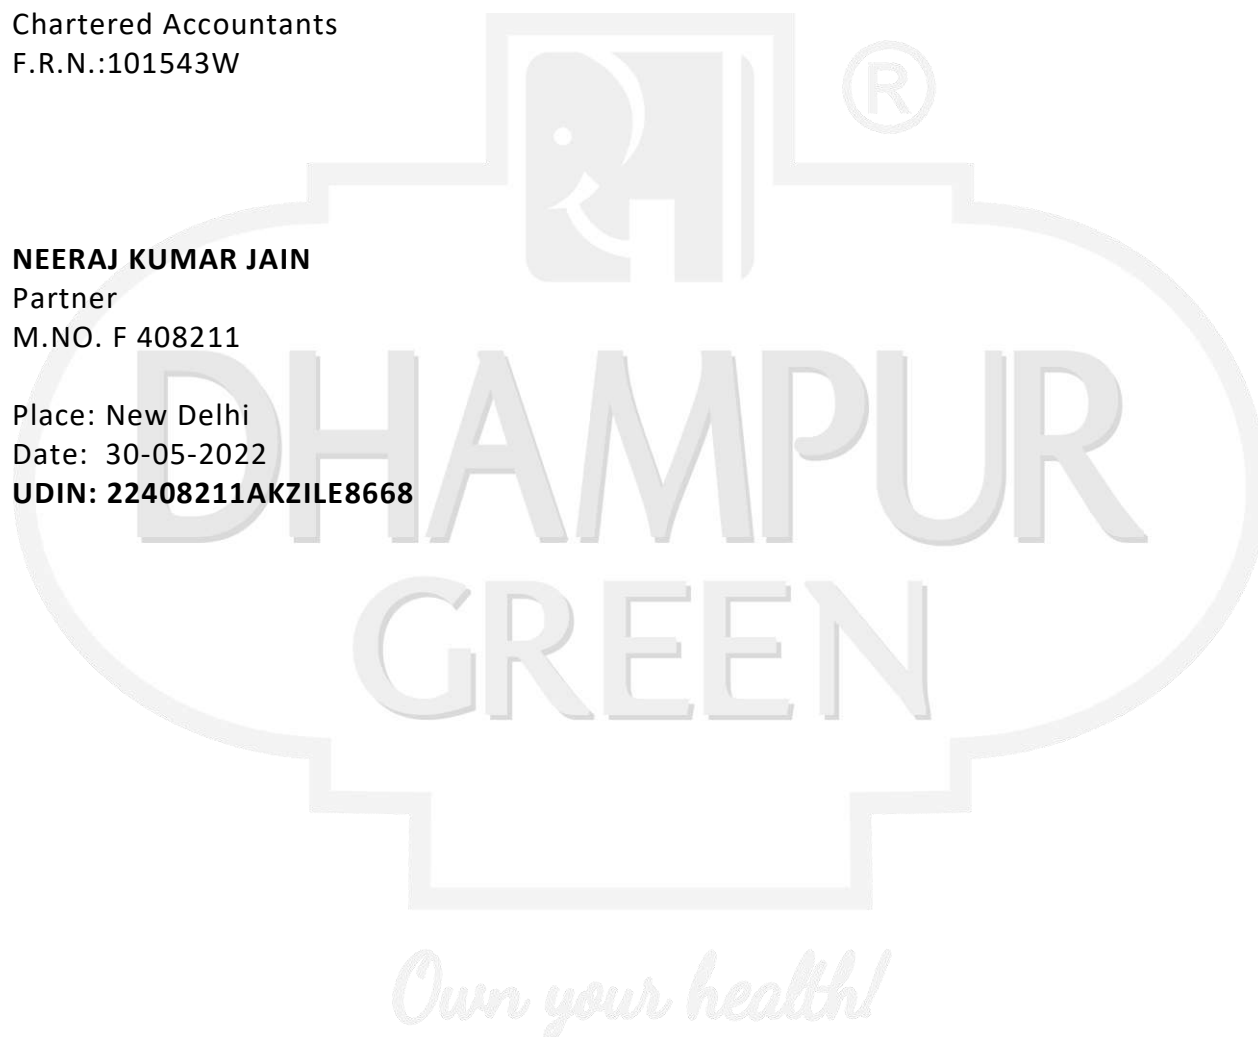 Chartered Accountants
F.R.N.:101543W
®
NEERAJ KUMAR JAIN
Partner
M.NO. F 408211
Place: New Delhi
Date: 30-05-2022
UDIN: 22408211AKZILE8668
DHAMPUR
GREEN
Own your health!